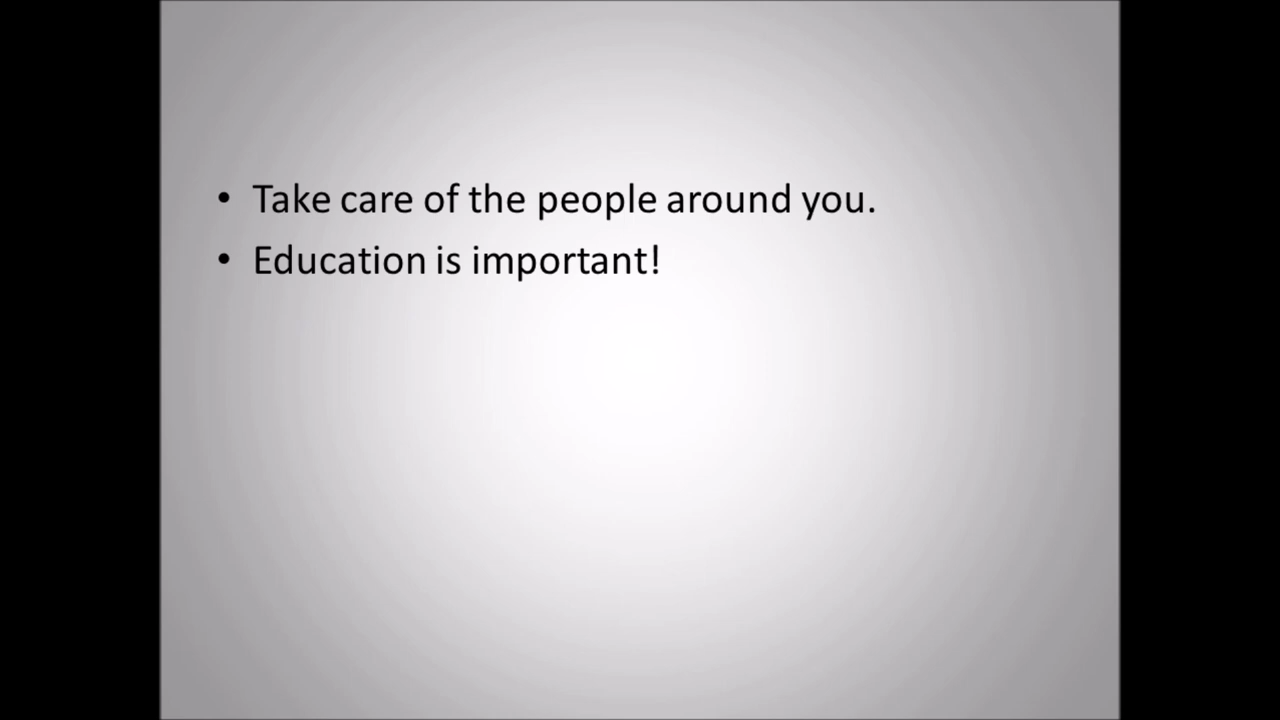 • Take care of the people around you.
• Education is important!